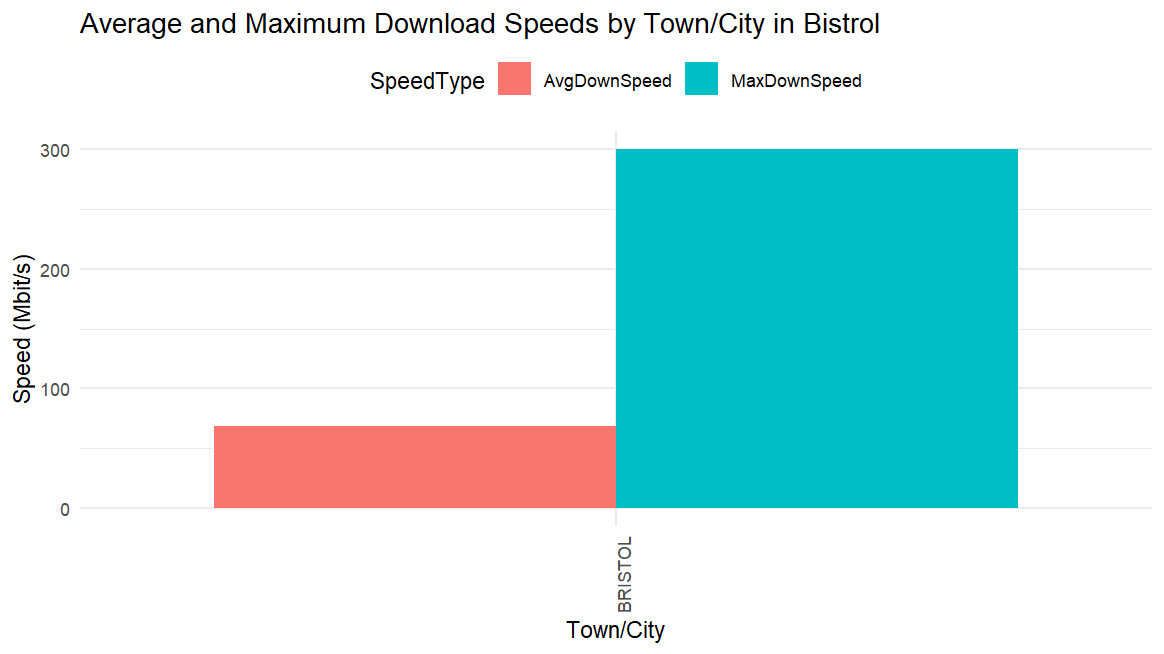 Average and Maximum Download Speeds by Town/City in Bistrol
SpeedType AvgDownSpeed MaxDownSpeed
300
200
100
0
Speed (Mbit/s)
BRISTOL
Town/City